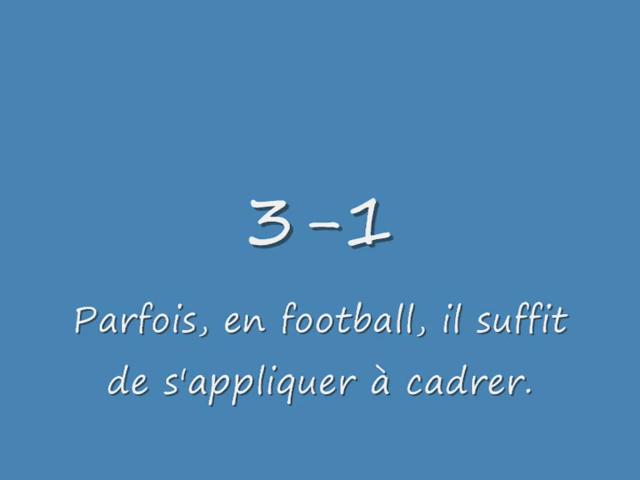 3-1
Parfois, en football, il suffit
de s'appliquer à cadrer.